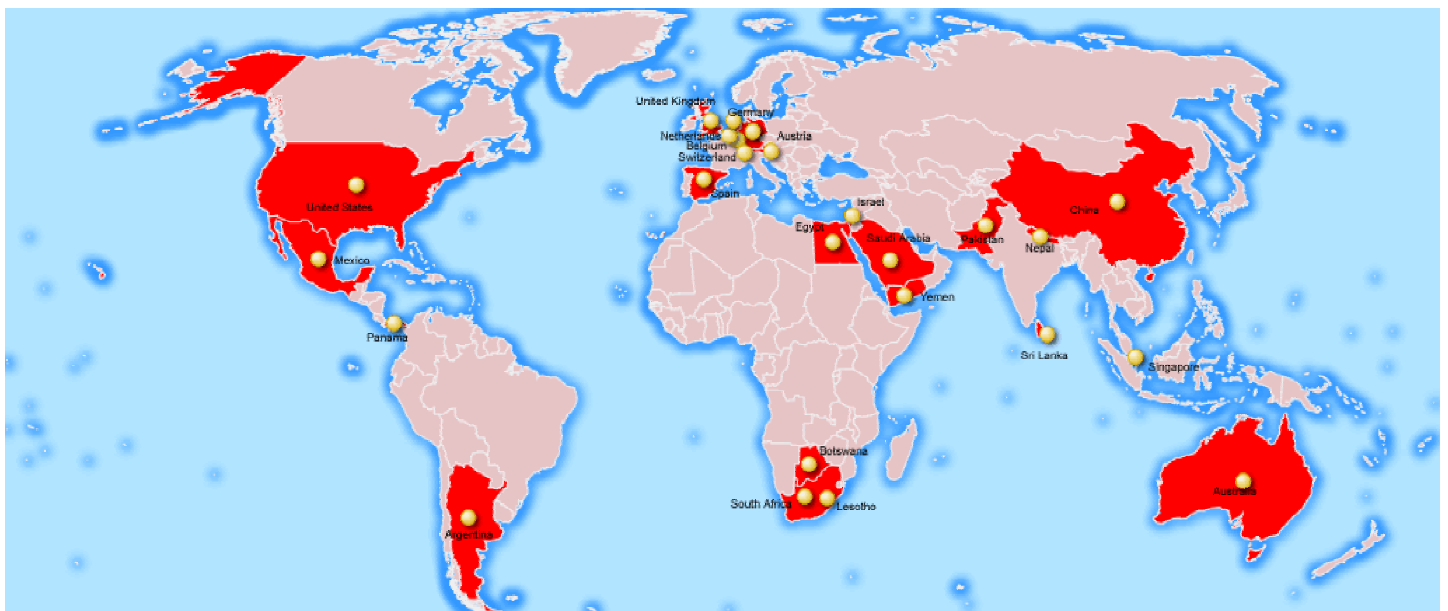 United Kingdom
Germany
Netherlands
Austria
Belgium
Switzerland
Spain
Israel
United States
China
Egypt
Saudi Arabia
Pakistan
Nepal
Mexico
Yemen
Panama
Sri Lanka
Singapore
Botswana
Australia
South Africa
Lesotho
Argentina